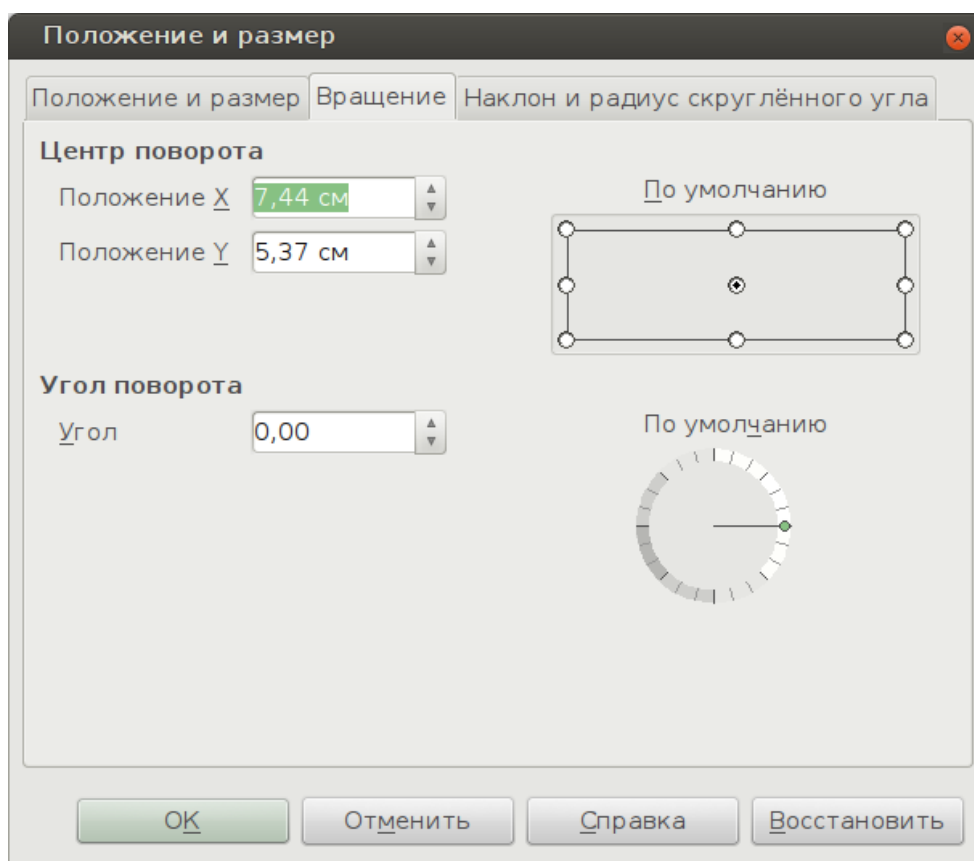 Положение и размер
Положение и размер Вращение Наклон и радиус скруглённого угла
Центр поворота
Положение X 7,44 см
Положение Y 5,37 см
По умолчанию
Угол поворота
Угол 0,00
По умолчанию
OK Отменить Справка Восстановить